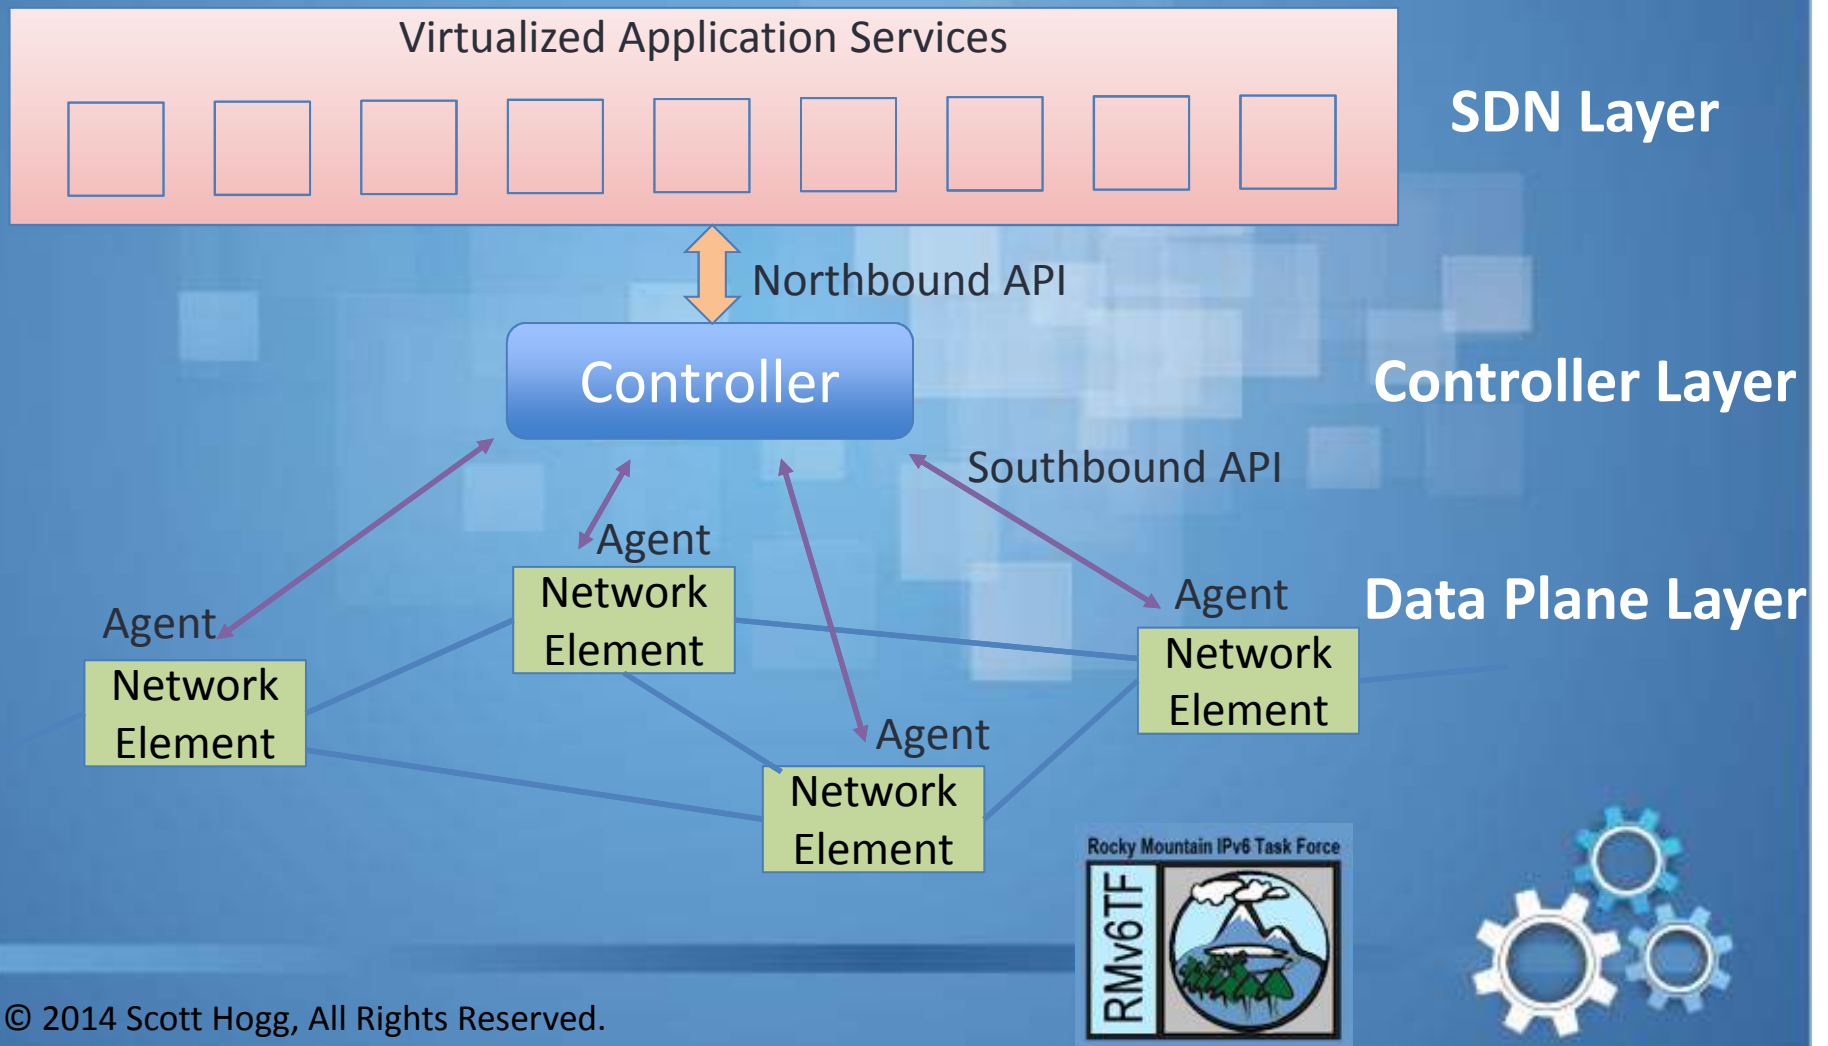 Virtualized Application Services
SDN Layer
Northbound API
Controller
Controller Layer
Southbound API
Agent
Network
Element
Agent
Network
Element
Agent
Network
Element
Agent
Network
Element
Data Plane Layer
Rocky Mountain IPv6 Task Force
RMv6TF
© 2014 Scott Hogg, All Rights Reserved.